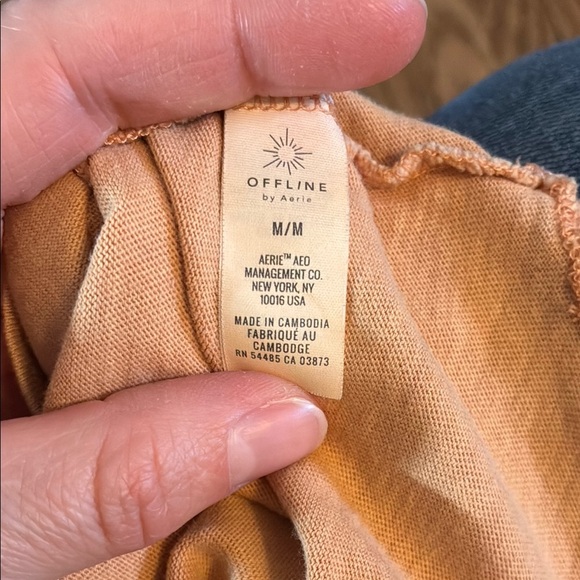 OFFLINE
by Aerie
M/M
AERIE™ AEO
MANAGEMENT CO.
NEW YORK, NY
10016 USA
MADE IN CAMBODIA
FABRIQUÉ AU
CAMBODGE
RN 54485 CA 03873